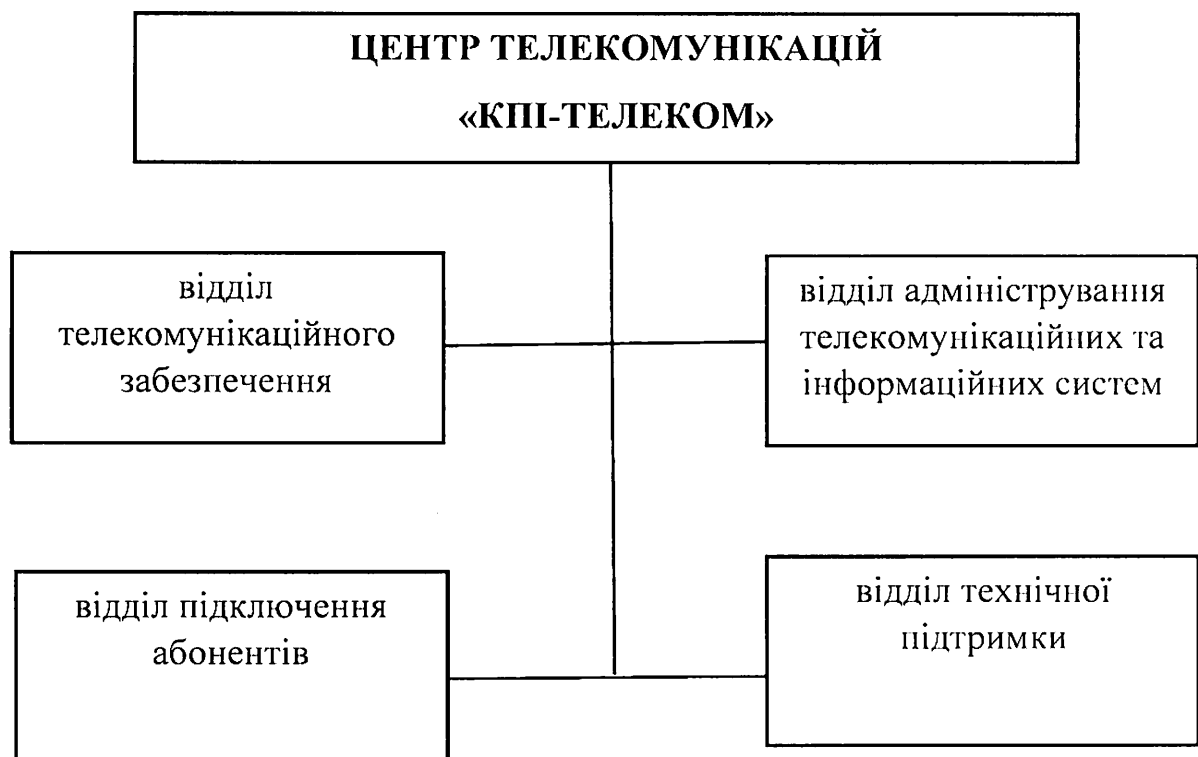 ЦЕНТР ТЕЛЕКОМУНІКАЦІЙ
«КПІ-ТЕЛЕКОМ»
відділ
телекомунікаційного
забезпечення
відділ адміністрування
телекомунікаційних та
інформаційних систем
відділ підключення
абонентів
відділ технічної
підтримки